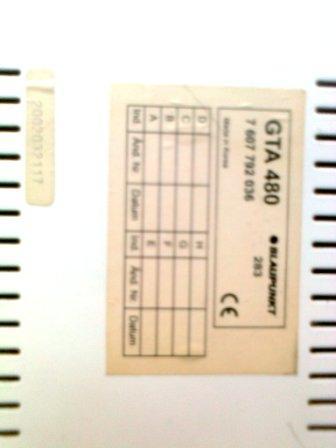 GTA 480
BLAUPUNKT
7 607 792 036
283
Made in Korea
CE
D
H
C
G
B
F
A
E
Ind
Änd. Nr.
Datum
Ind.
Änd. Nr.
Datum
2002032117